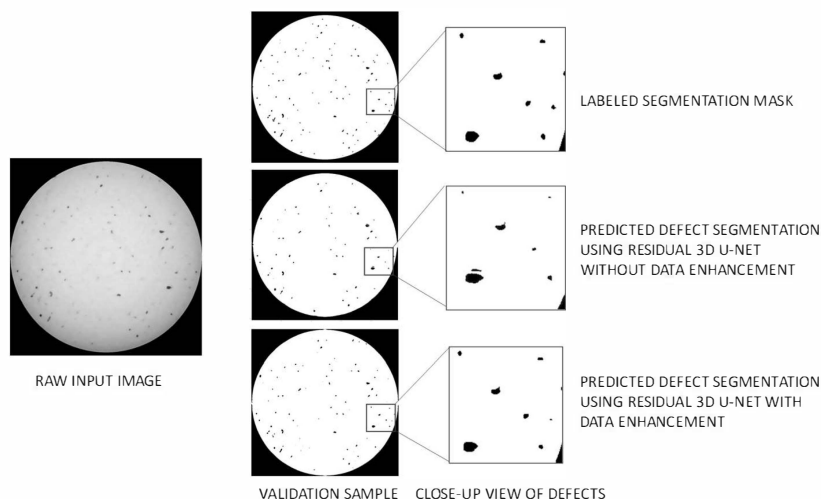 LABELED SEGMENTATION MASK
PREDICTED DEFECT SEGMENTATION
USING RESIDUAL 3D U-NET
WITHOUT DATA ENHANCEMENT
RAW INPUT IMAGE
PREDICTED DEFECT SEGMENTATION
USING RESIDUAL 3D U-NET WITH
DATA ENHANCEMENT
VALIDATION SAMPLE
CLOSE-UP VIEW OF DEFECTS